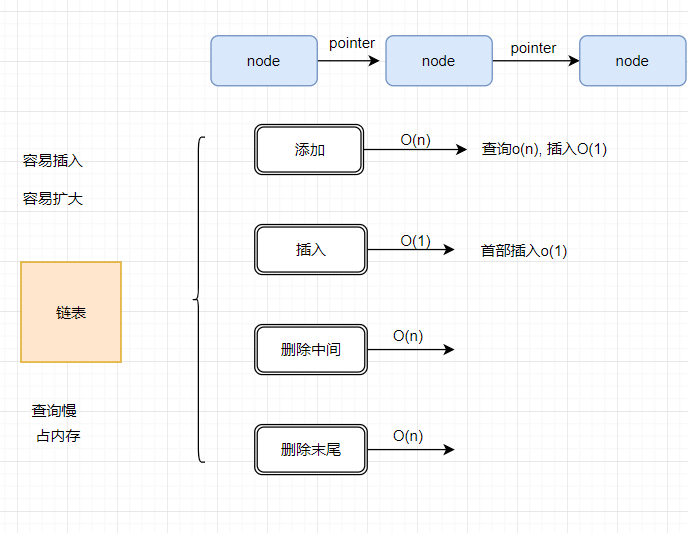 pointer
pointer
node
node
node
容易插入
容易扩大
链表
查询慢
占内存
添加
O(n)
查询o(n), 插入O(1)
插入
O(1)
首部插入o(1)
删除中间
O(n)
删除末尾
O(n)